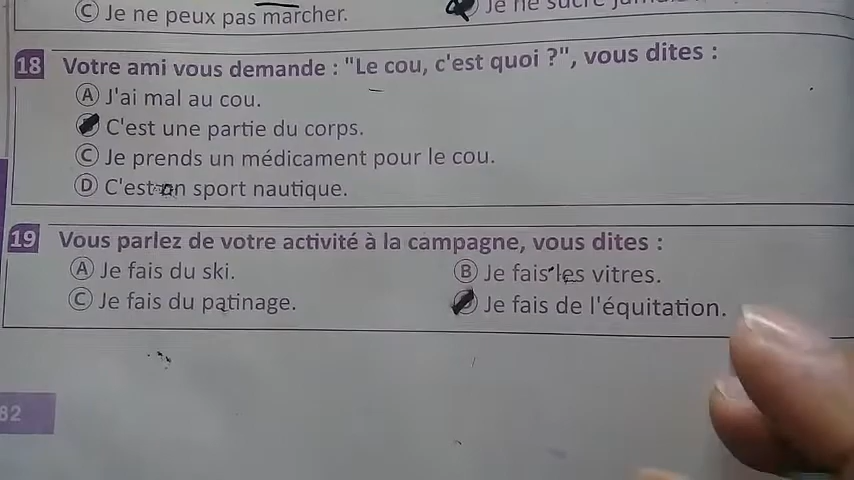 C Je ne peux pas marcher.
Je ne sucre
18 Votre ami vous demande : "Le cou, c'est quoi ?", vous dites :
A J'ai mal au cou.
C'est une partie du corps.
C Je prends un médicament pour le cou.
D C'est un sport nautique.
19 Vous parlez de votre activité à la campagne, vous dites :
A Je fais du ski.
B Je fais les vitres.
C Je fais du patinage.
Je fais de l'équitation.
82